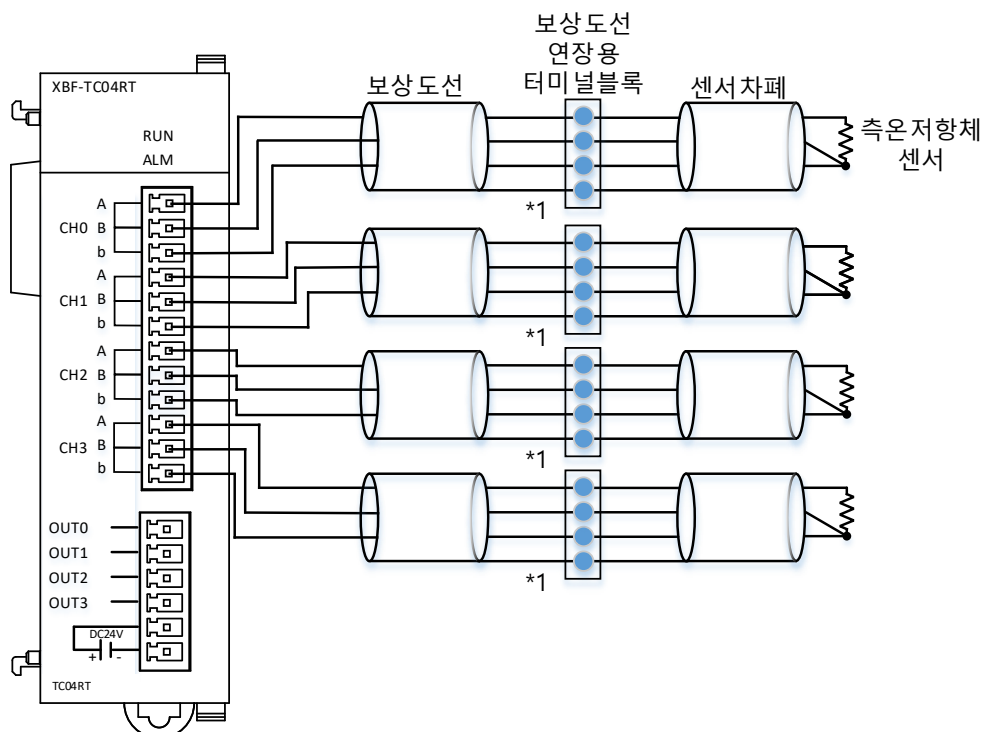 XBF-TC04RT
RUN
ALM
보상도선
보상도선
연장용
터미널블록
센서차폐
측온저항체
센서
A
CH0 B
b
A
CH1 B
b
A
CH2 B
b
A
CH3 B
b
*1
*1
*1
*1
OUT0
OUT1
OUT2
OUT3
DC24V
+ -
TC04RT